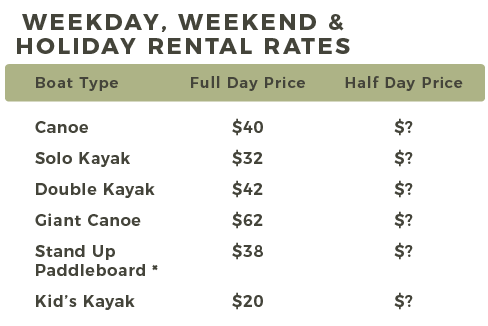 WEEKDAY, WEEKEND &
HOLIDAY RENTAL RATES
Boat Type Full Day Price Half Day Price
Canoe $40 $?
Solo Kayak $32 $?
Double Kayak $42 $?
Giant Canoe $62 $?
Stand Up $38 $?
Paddleboard *
Kid's Kayak $20 $?